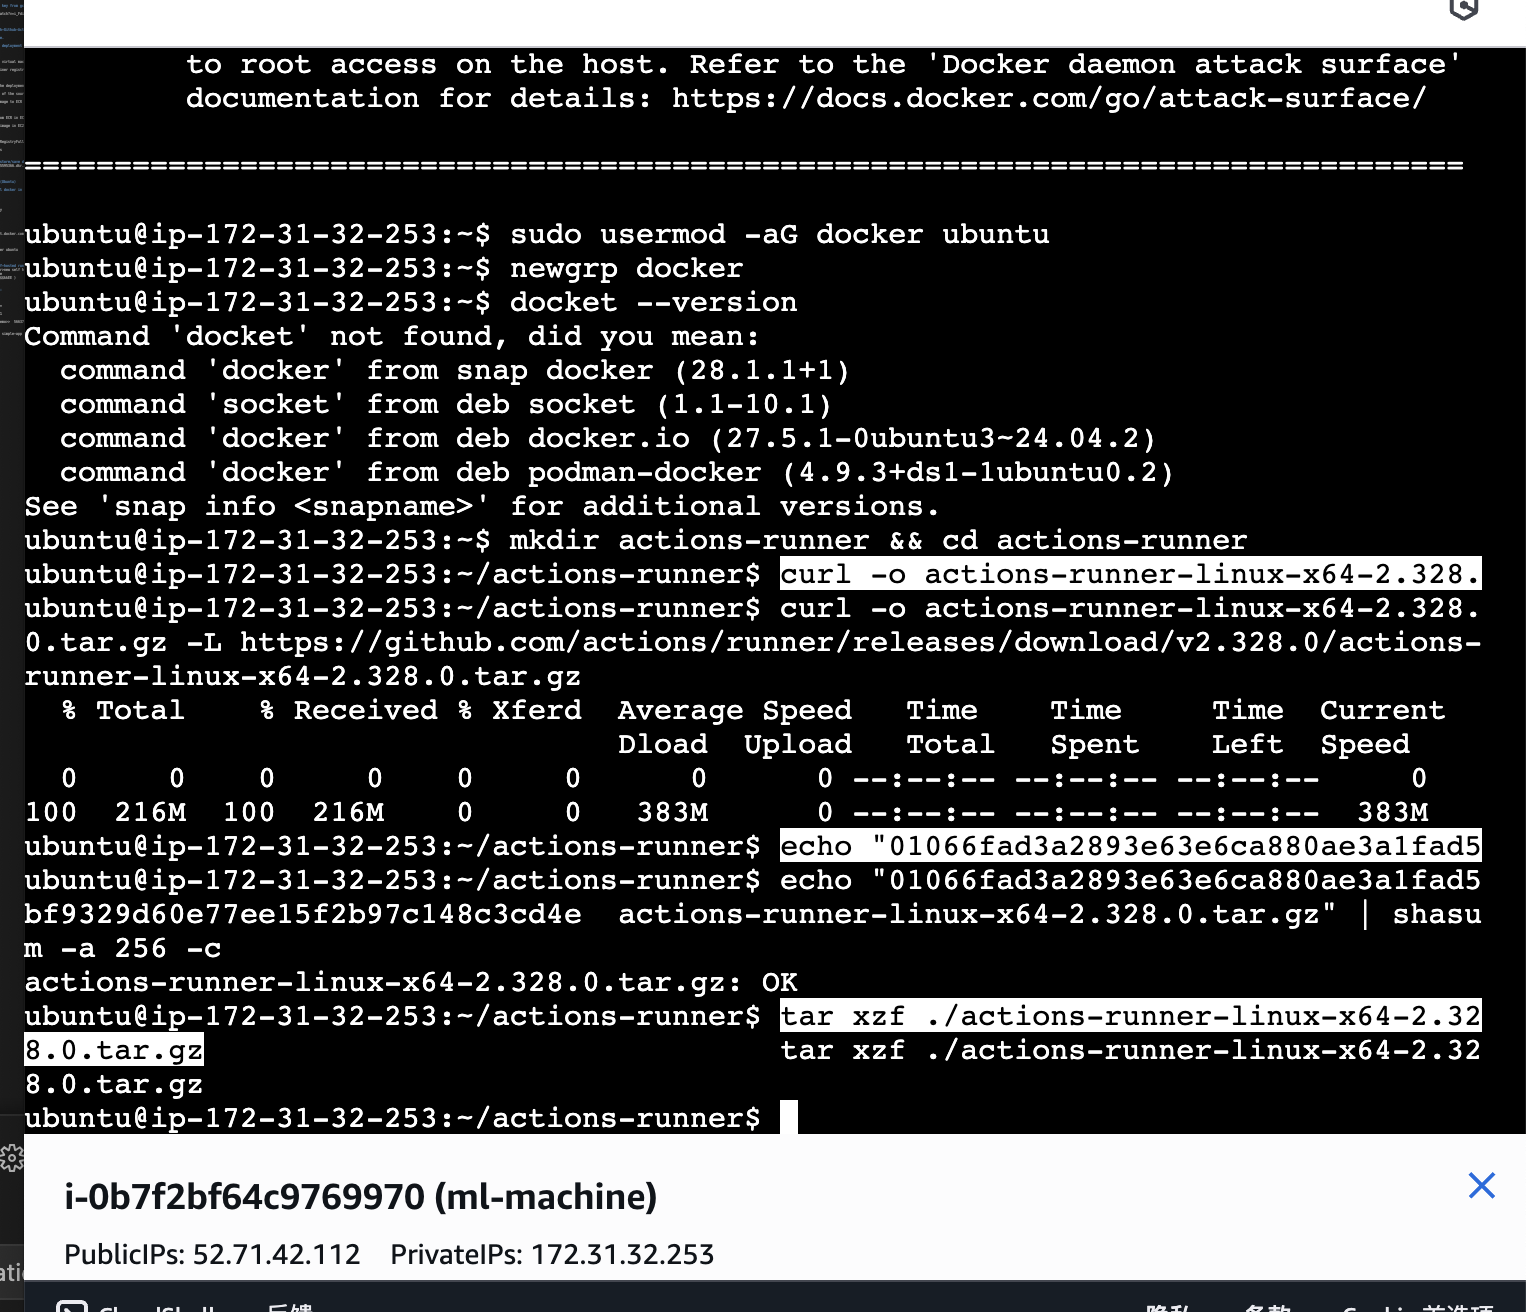 to root access on the host. Refer to the 'Docker daemon attack surface'
documentation for details: https://docs.docker.com/go/attack-surface/
================================================================================
ubuntu@ip-172-31-32-253:~$ sudo usermod -aG docker ubuntu
ubuntu@ip-172-31-32-253:~$ newgrp docker
ubuntu@ip-172-31-32-253:~$ docket --version
Command 'docket' not found, did you mean:
command 'docker' from snap docker (28.1.1+1)
command 'socket' from deb socket (1.1-10.1)
command 'docker' from deb docker.io (27.5.1-0ubuntu3~24.04.2)
command 'docker' from deb podman-docker (4.9.3+ds1-1ubuntu0.2)
See 'snap info <snapname>' for additional versions.
ubuntu@ip-172-31-32-253:~$ mkdir actions-runner && cd actions-runner
ubuntu@ip-172-31-32-253:~/actions-runner$ curl -o actions-runner-linux-x64-2.328.
ubuntu@ip-172-31-32-253:~/actions-runner$ curl -o actions-runner-linux-x64-2.328.
0.tar.gz -L https://github.com/actions/runner/releases/download/v2.328.0/actions-
runner-linux-x64-2.328.0.tar.gz
% Total % Received % Xferd Average Speed Time Time Time Current
Dload Upload Total Spent Left Speed
0 0 0 0 0 0 0 0 --:--:-- --:--:-- --:--:-- 0
100 216M 100 216M 0 0 383M 0 --:--:-- --:--:-- --:--:-- 383M
ubuntu@ip-172-31-32-253:~/actions-runner$ echo "01066fad3a2893e63e6ca880ae3a1fad5
ubuntu@ip-172-31-32-253:~/actions-runner$ echo "01066fad3a2893e63e6ca880ae3a1fad5
bf9329d60e77ee15f2b97c148c3cd4e  actions-runner-linux-x64-2.328.0.tar.gz" | shasu
m -a 256 -c
actions-runner-linux-x64-2.328.0.tar.gz: OK
ubuntu@ip-172-31-32-253:~/actions-runner$ tar xzf ./actions-runner-linux-x64-2.32
8.0.tar.gz tar xzf ./actions-runner-linux-x64-2.32
8.0.tar.gz
ubuntu@ip-172-31-32-253:~/actions-runner$
i-0b7f2bf64c9769970 (ml-machine)
PublicIPs: 52.71.42.112 PrivateIPs: 172.31.32.253